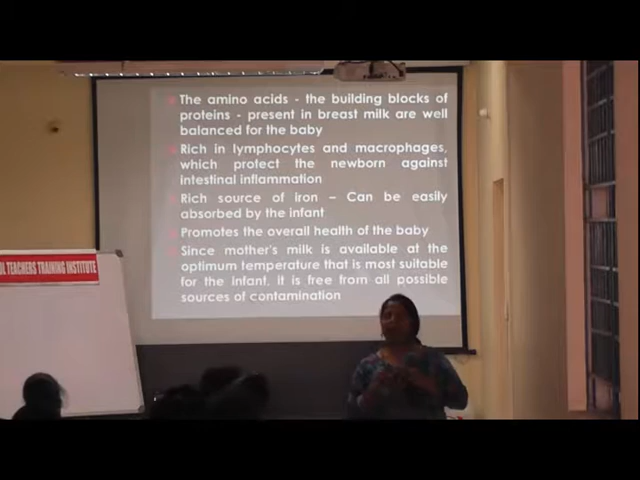 The amino acids - the building blocks of
proteins - present in breast milk are well
balanced for the baby
Rich in lymphocytes and macrophages,
which protect the newborn against
intestinal inflammation
Rich source of iron – Can be easily
absorbed by the infant
Promotes the overall health of the baby
Since mother's milk is available at the
optimum temperature that is most suitable
for the infant. it is free from all possible
sources of contamination
TEACHERS TRAINING INSTITUTE